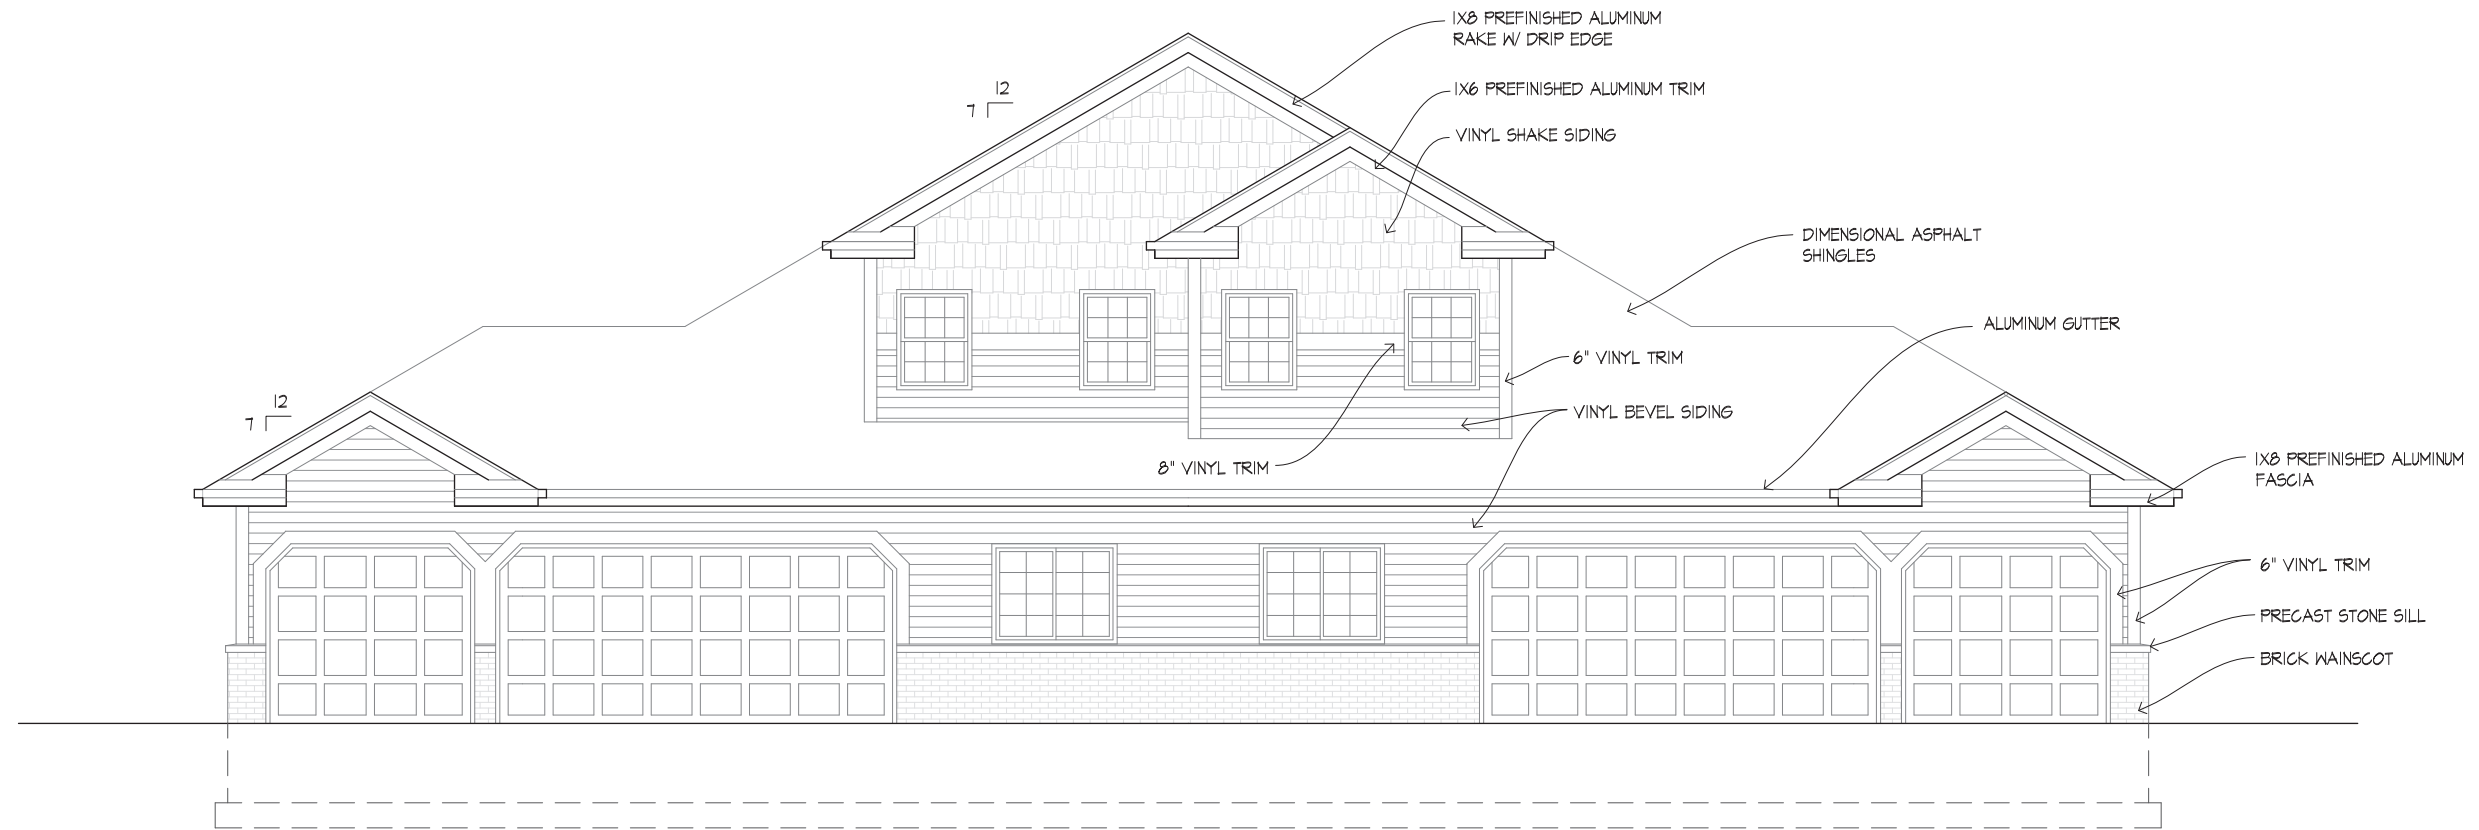 1X8 PREFINISHED ALUMINUM
RAKE W/ DRIP EDGE
12
7
1X6 PREFINISHED ALUMINUM TRIM
VINYL SHAKE SIDING
DIMENSIONAL ASPHALT
SHINGLES
ALUMINUM GUTTER
6" VINYL TRIM
12
7
VINYL BEVEL SIDING
8" VINYL TRIM
1X8 PREFINISHED ALUMINUM
FASCIA
6" VINYL TRIM
PRECAST STONE SILL
BRICK WAINSCOT